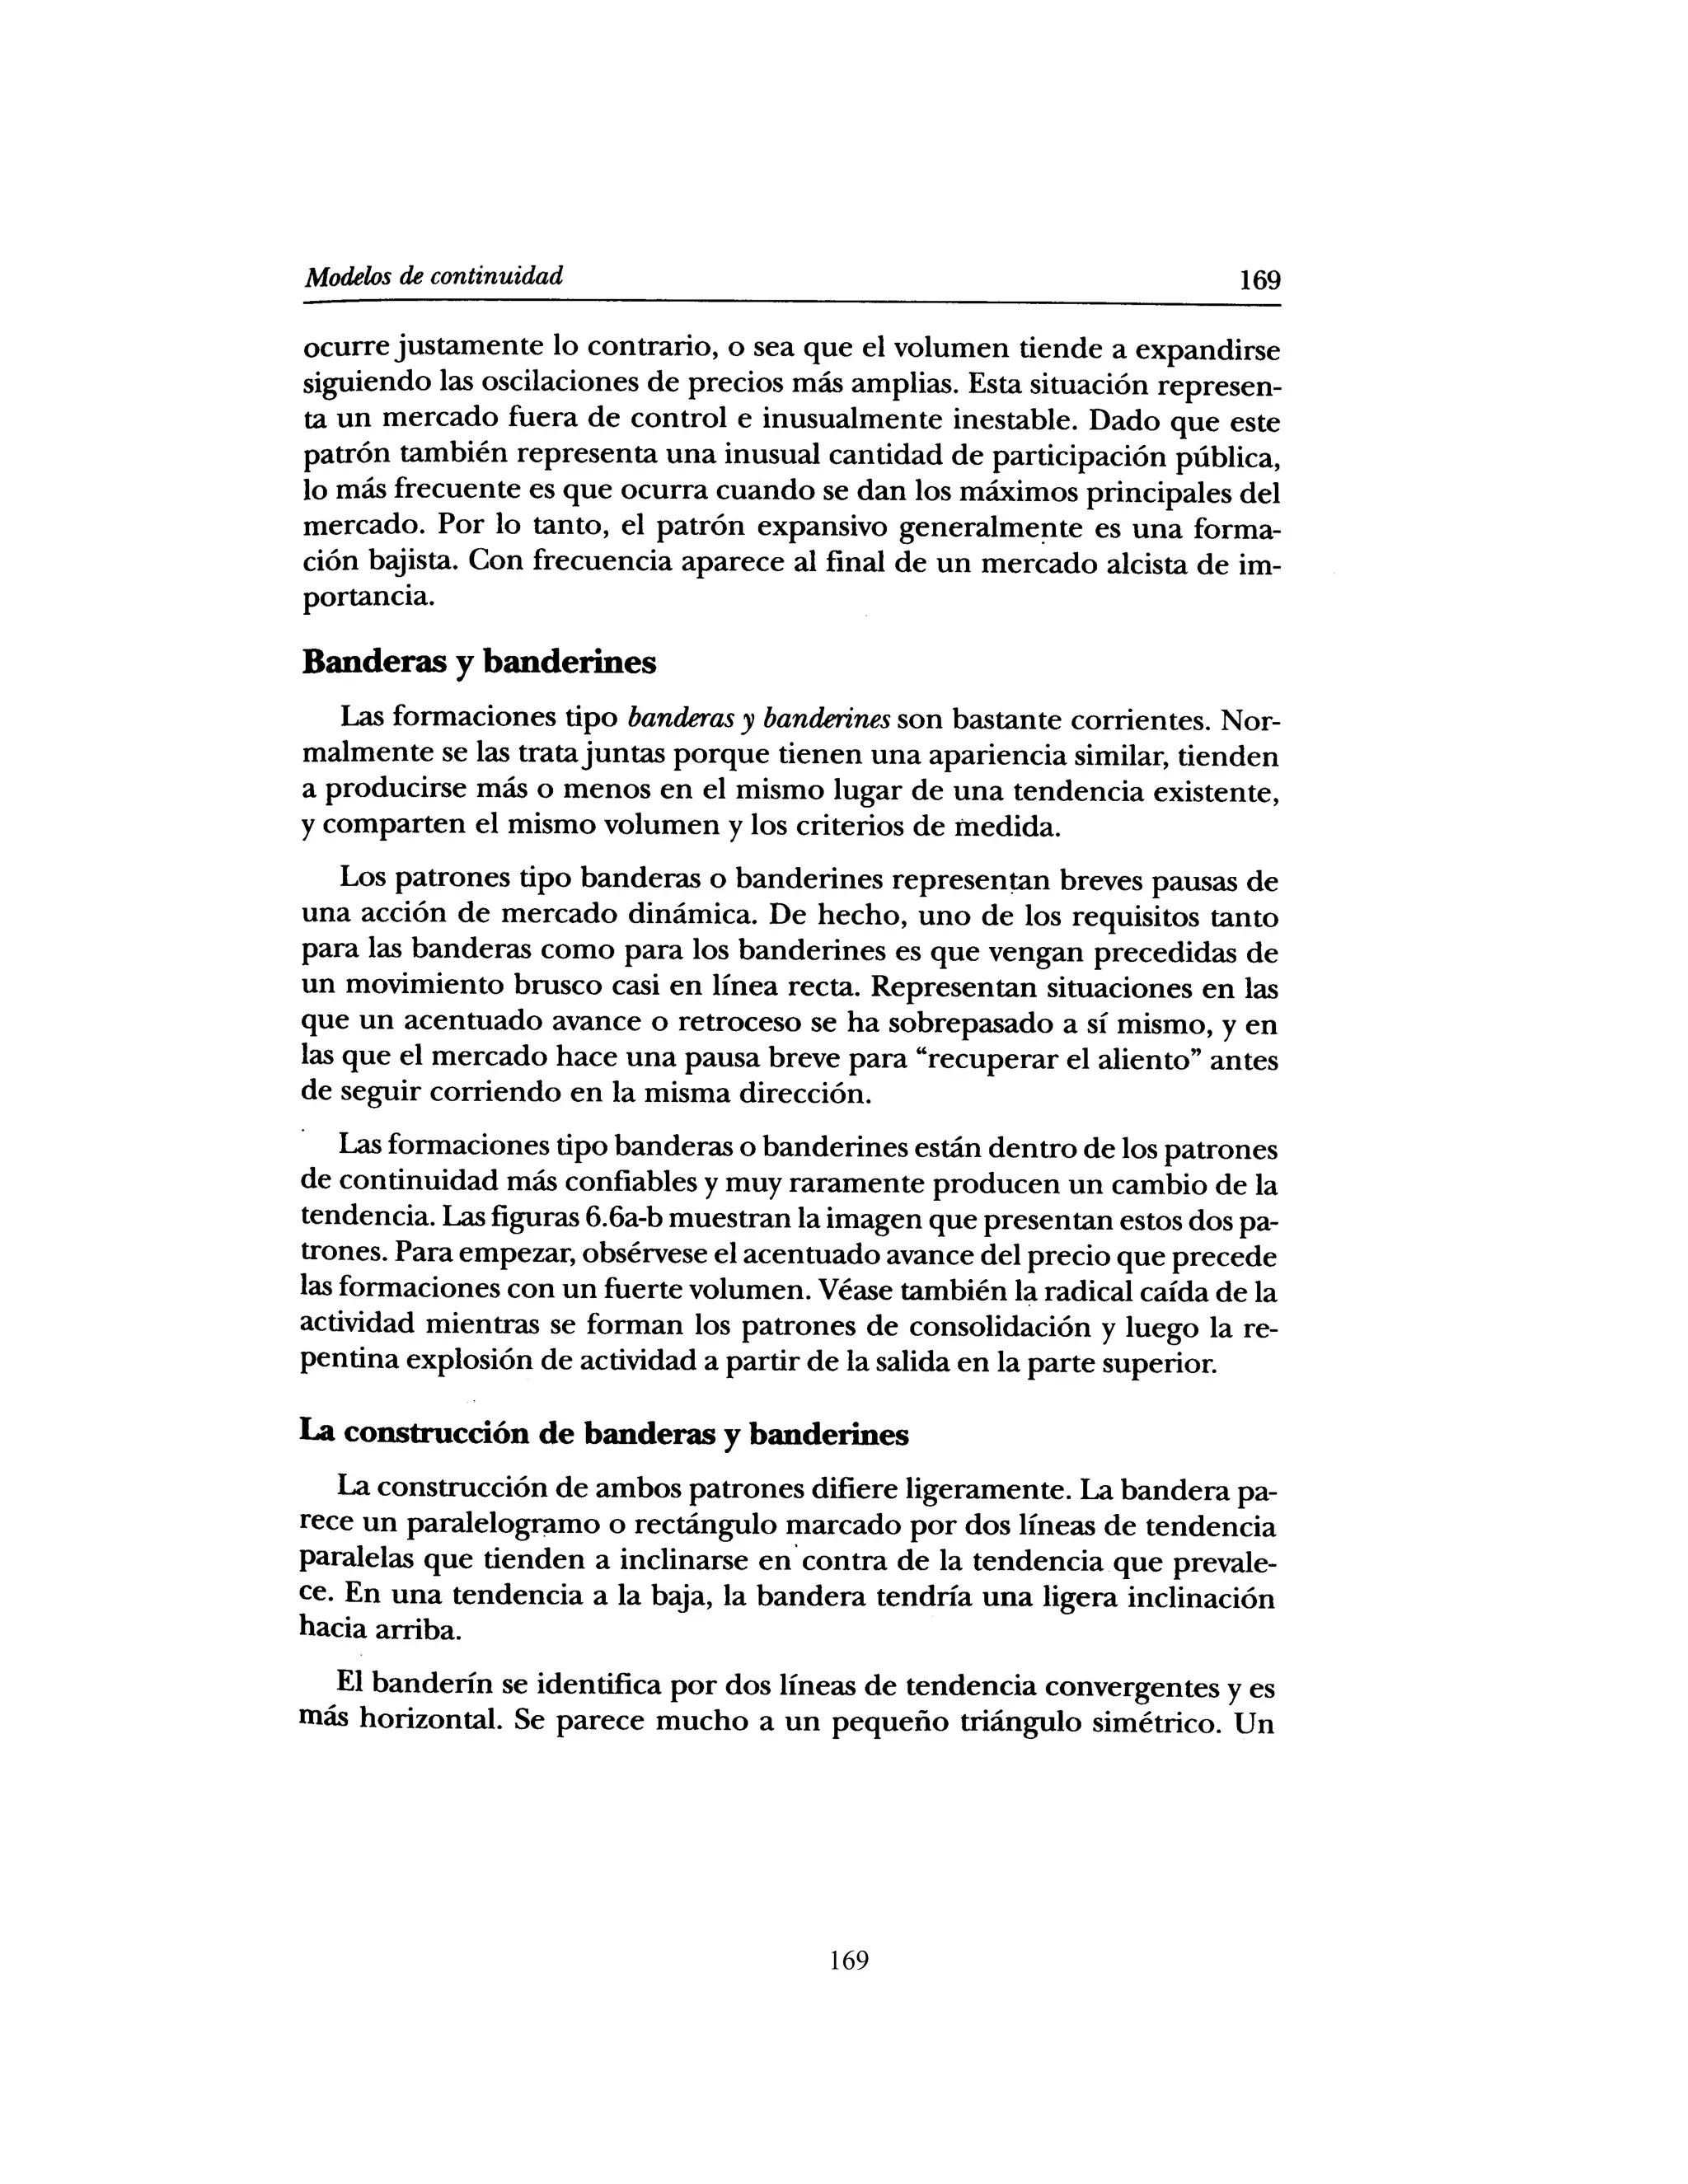 Modelos de continuidad 169
ocurre justamente lo contrario, o sea que el volumen tiende a expandirse
siguiendo las oscilaciones de precios más amplias. Esta situación represen-
ta un mercado fuera de control e inusualmente inestable. Dado que este
patrón también representa una inusual cantidad de participación pública,
lo más frecuente es que ocurra cuando se dan los máximos principales del
mercado. Por lo tanto, el patrón expansivo generalmente es una forma-
ción bajista. Con frecuencia aparece al final de un mercado alcista de im-
portancia.
Banderas y banderines
Las formaciones tipo banderas y banderines son bastante corrientes. Nor-
malmente se las trata juntas porque tienen una apariencia similar, tienden
a producirse más o menos en el mismo lugar de una tendencia existente,
y comparten el mismo volumen y los criterios de medida.
Los patrones tipo banderas o banderines representan breves pausas de
una acción de mercado dinámica. De hecho, uno de los requisitos tanto
para las banderas como para los banderines es que vengan precedidas de
un movimiento brusco casi en línea recta. Representan situaciones en las
que un acentuado avance o retroceso se ha sobrepasado a sí mismo, y en
las que el mercado hace una pausa breve para “recuperar el aliento” antes
de seguir corriendo en la misma dirección.
Las formaciones tipo banderas o banderines están dentro de los patrones
de continuidad más confiables y muy raramente producen un cambio de la
tendencia. Las figuras 6.6a-b muestran la imagen que presentan estos dos pa-
trones. Para empezar, obsérvese el acentuado avance del precio que precede
las formaciones con un fuerte volumen. Véase también la radical caída de la
actividad mientras se forman los patrones de consolidación y luego la re-
pentina explosión de actividad a partir de la salida en la parte superior.
La construcción de banderas y banderines
La construcción de ambos patrones difiere ligeramente. La bandera pa-
rece un paralelogramo o rectángulo marcado por dos líneas de tendencia
paralelas que tienden a inclinarse en contra de la tendencia que prevale-
ce. En una tendencia a la baja, la bandera tendría una ligera inclinación
hacia arriba.
El banderín se identifica por dos líneas de tendencia convergentes y es
más horizontal. Se parece mucho a un pequeño triángulo simétrico. Un
169